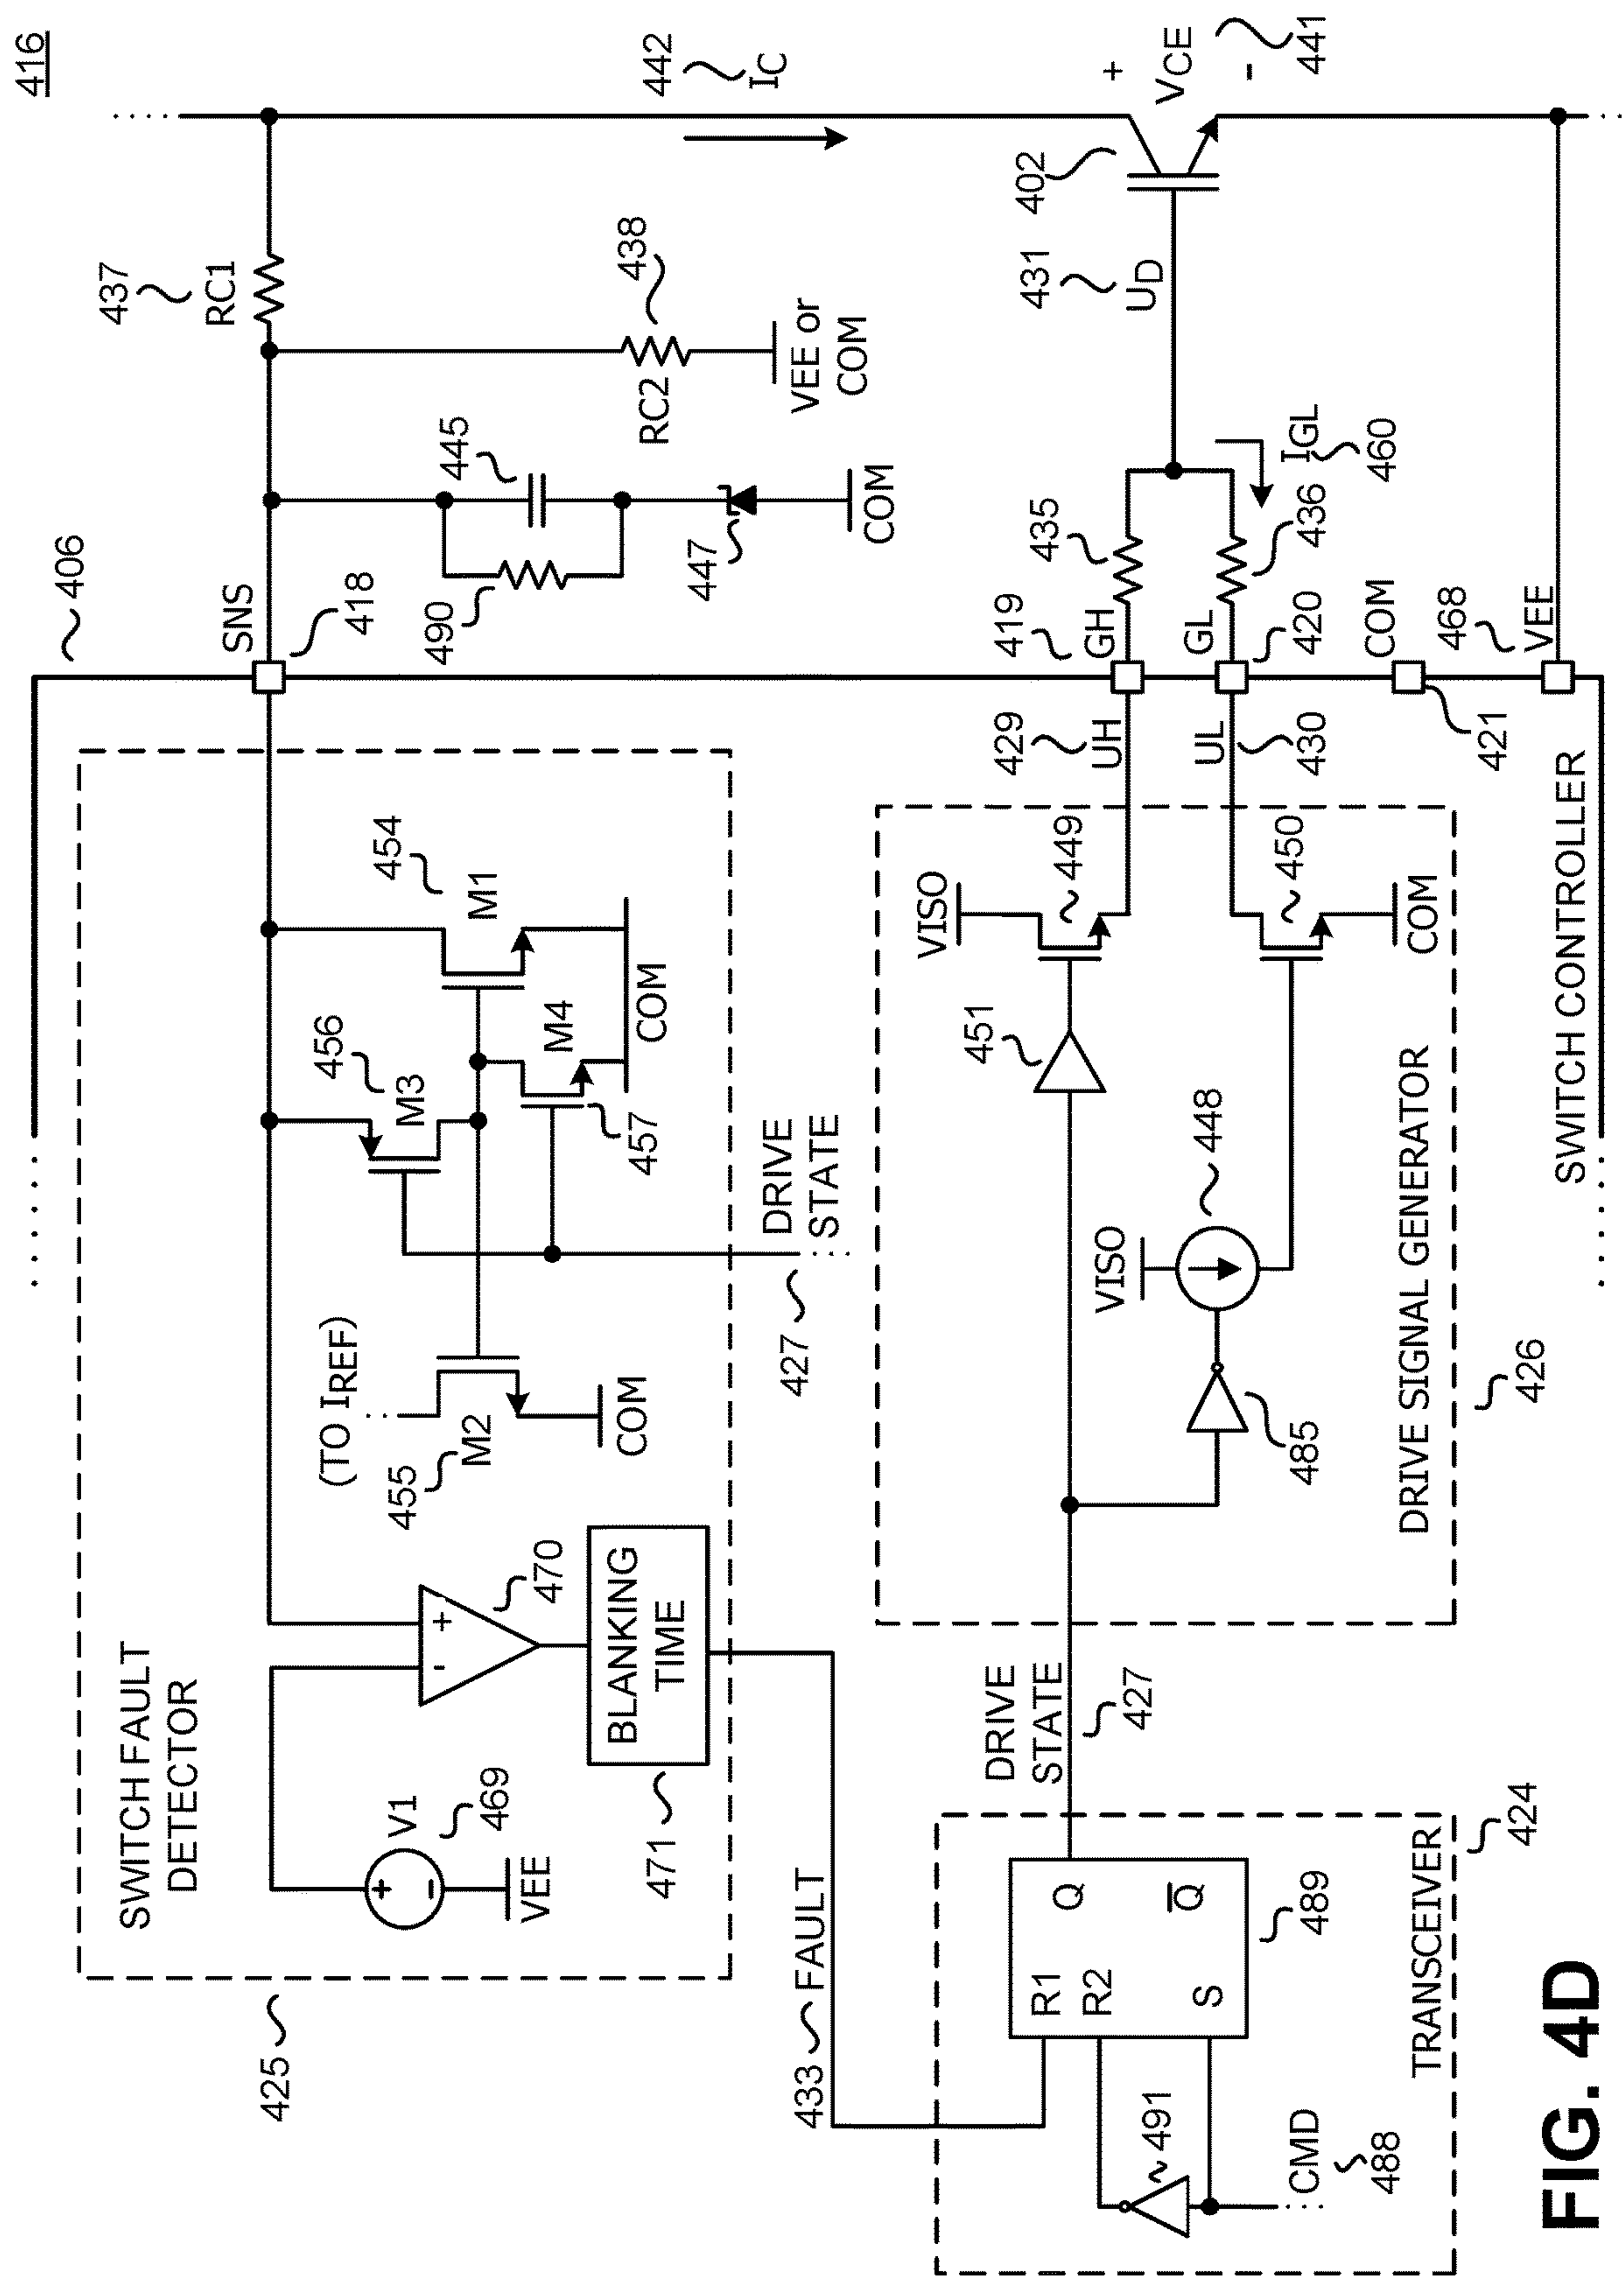 416
406
SNS
418
437
RC1
438
RC2
VEE or
COM
445
490
447
COM
442
IC
+
VCE
-
441
402
431
UD
IGL
460
435
436
419
GH
GL
420
COM
421
468
VEE
SWITCH CONTROLLER
425
SWITCH FAULT
DETECTOR
V1
469
+
-
VEE
-
+
470
BLANKING
TIME
471
(TO IREF)
455
M2
COM
456
M3
454
M1
M4
457
COM
DRIVE
STATE
427
433
FAULT
429
UH
UL
430
VISO
449
450
COM
451
448
VISO
485
DRIVE SIGNAL GENERATOR
426
DRIVE
STATE
427
R1
R2
S
Q
Q̅
489
491
CMD
488
TRANSCEIVER
424
FIG. 4D